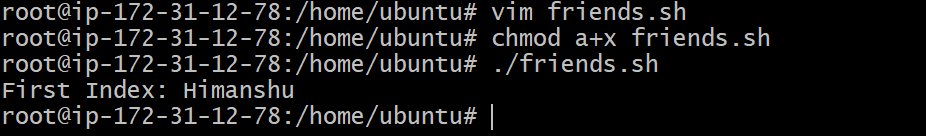 root@ip-172-31-12-78:/home/ubuntu# vim friends.sh
root@ip-172-31-12-78:/home/ubuntu# chmod a+x friends.sh
root@ip-172-31-12-78:/home/ubuntu# ./friends.sh
First Index: Himanshu
root@ip-172-31-12-78:/home/ubuntu#